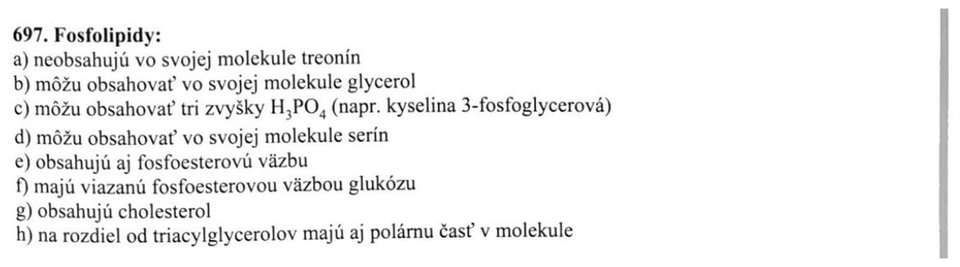 697. Fosfolipidy:
a) neobsahujú vo svojej molekule treonín
b) môžu obsahovať vo svojej molekule glycerol
c) môžu obsahovať tri zvyšky H₃PO₄ (napr. kyselina 3-fosfoglycerová)
d) môžu obsahovať vo svojej molekule serín
e) obsahujú aj fosfoesterovú väzbu
f) majú viazanú fosfoesterovou väzbou glukózu
g) obsahujú cholesterol
h) na rozdiel od triacylglycerolov majú aj polárnu časť v molekule